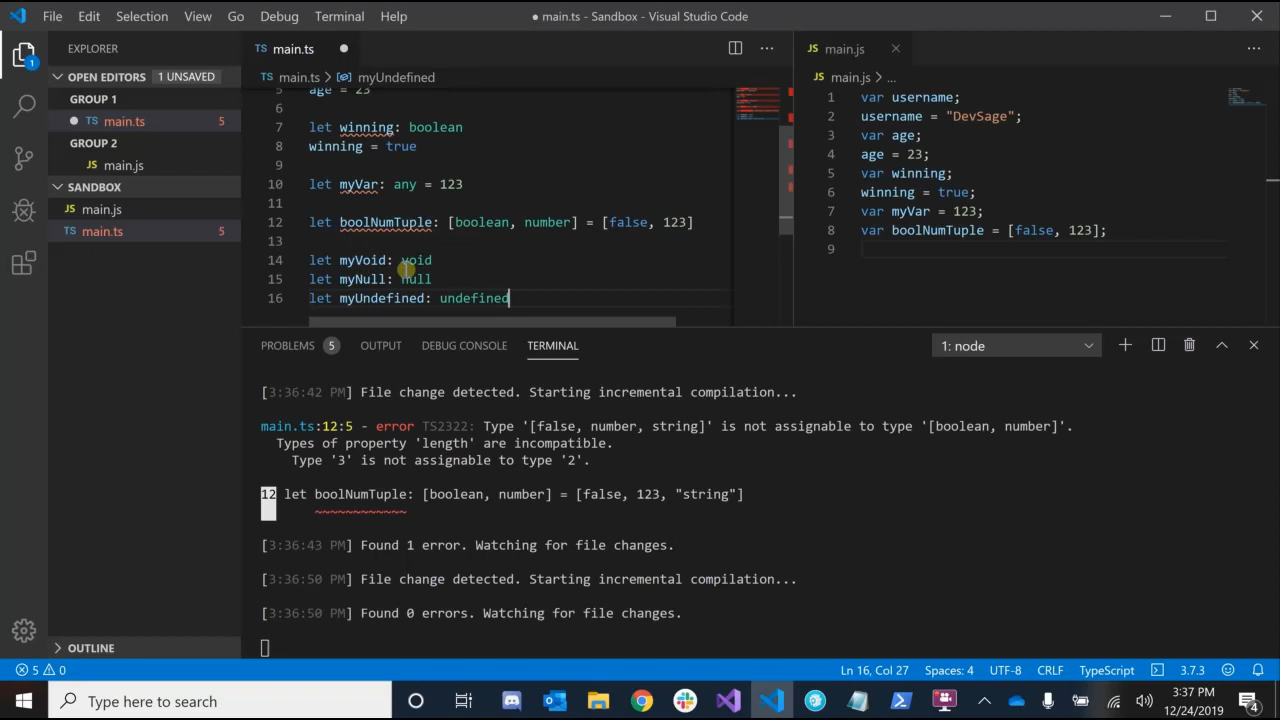 File Edit Selection View Go Debug Terminal Help
● main.ts - Sandbox - Visual Studio Code
EXPLORER
OPEN EDITORS 1 UNSAVED
GROUP 1
TS main.ts 5
GROUP 2
JS main.js
SANDBOX
JS main.js
TS main.ts 5
OUTLINE
1
TS main.ts
TS main.ts > myUndefined
5 age = 23
6
7 let winning: boolean
8 winning = true
9
10 let myVar: any = 123
11
12 let boolNumTuple: [boolean, number] = [false, 123]
13
14 let myVoid: void
15 let myNull: null
16 let myUndefined: undefined
JS main.js
JS main.js > ...
1 var username;
2 username = "DevSage";
3 var age;
4 age = 23;
5 var winning;
6 winning = true;
7 var myVar = 123;
8 var boolNumTuple = [false, 123];
9
PROBLEMS 5 OUTPUT DEBUG CONSOLE TERMINAL 1: node
[3:36:42 PM] File change detected. Starting incremental compilation...
main.ts:12:5 - error TS2322: Type '[false, number, string]' is not assignable to type '[boolean, number]'.
Types of property 'length' are incompatible.
Type '3' is not assignable to type '2'.
12 let boolNumTuple: [boolean, number] = [false, 123, "string"]
~~~~~~~~~~~~
[3:36:43 PM] Found 1 error. Watching for file changes.
[3:36:50 PM] File change detected. Starting incremental compilation...
[3:36:50 PM] Found 0 errors. Watching for file changes.
5 0 Ln 16, Col 27 Spaces: 4 UTF-8 CRLF TypeScript 3.7.3
Type here to search
3:37 PM
12/24/2019
4